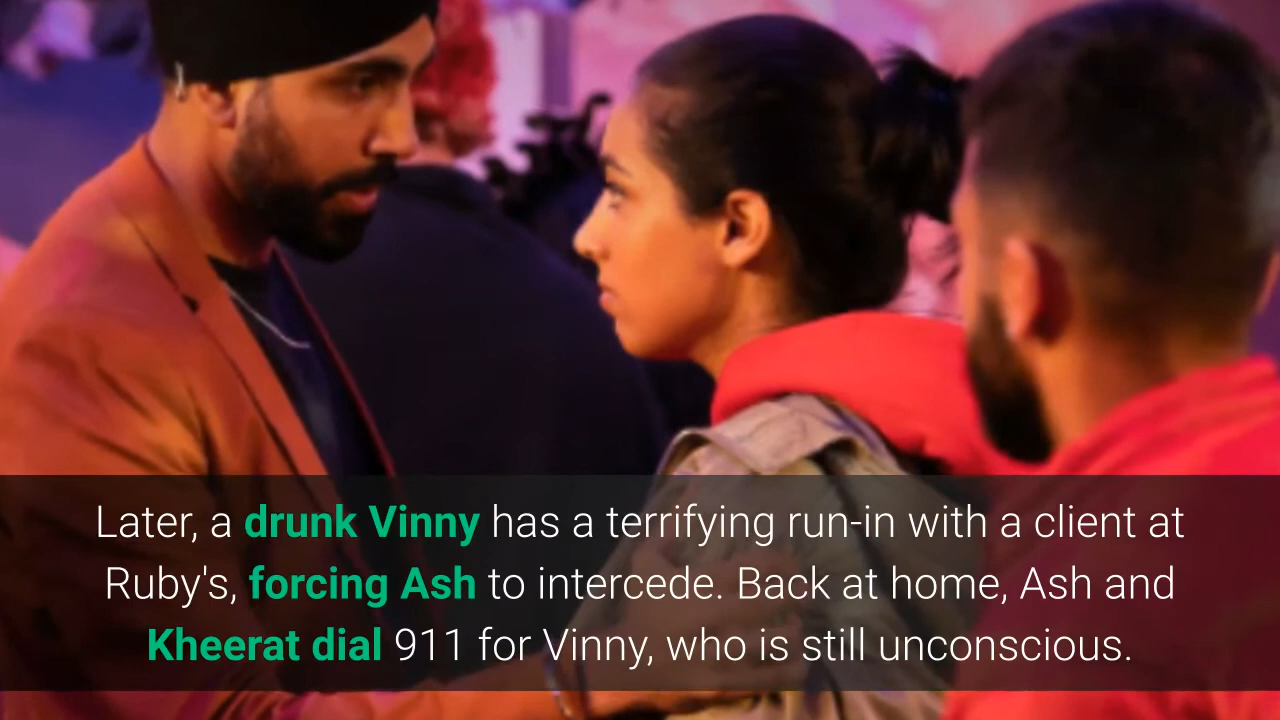 Later, a drunk Vinny has a terrifying run-in with a client at
Ruby's, forcing Ash to intercede. Back at home, Ash and
Kheerat dial 911 for Vinny, who is still unconscious.